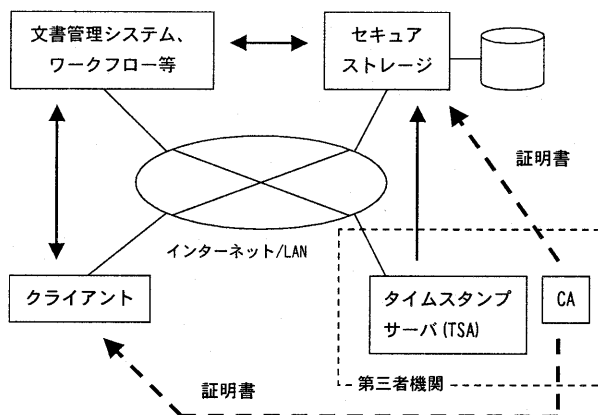 文書管理システム、
ワークフロー等
セキュア
ストレージ
証明書
インターネット/LAN
クライアント
タイムスタンプ
サーバ(TSA)
CA
第三者機関
証明書